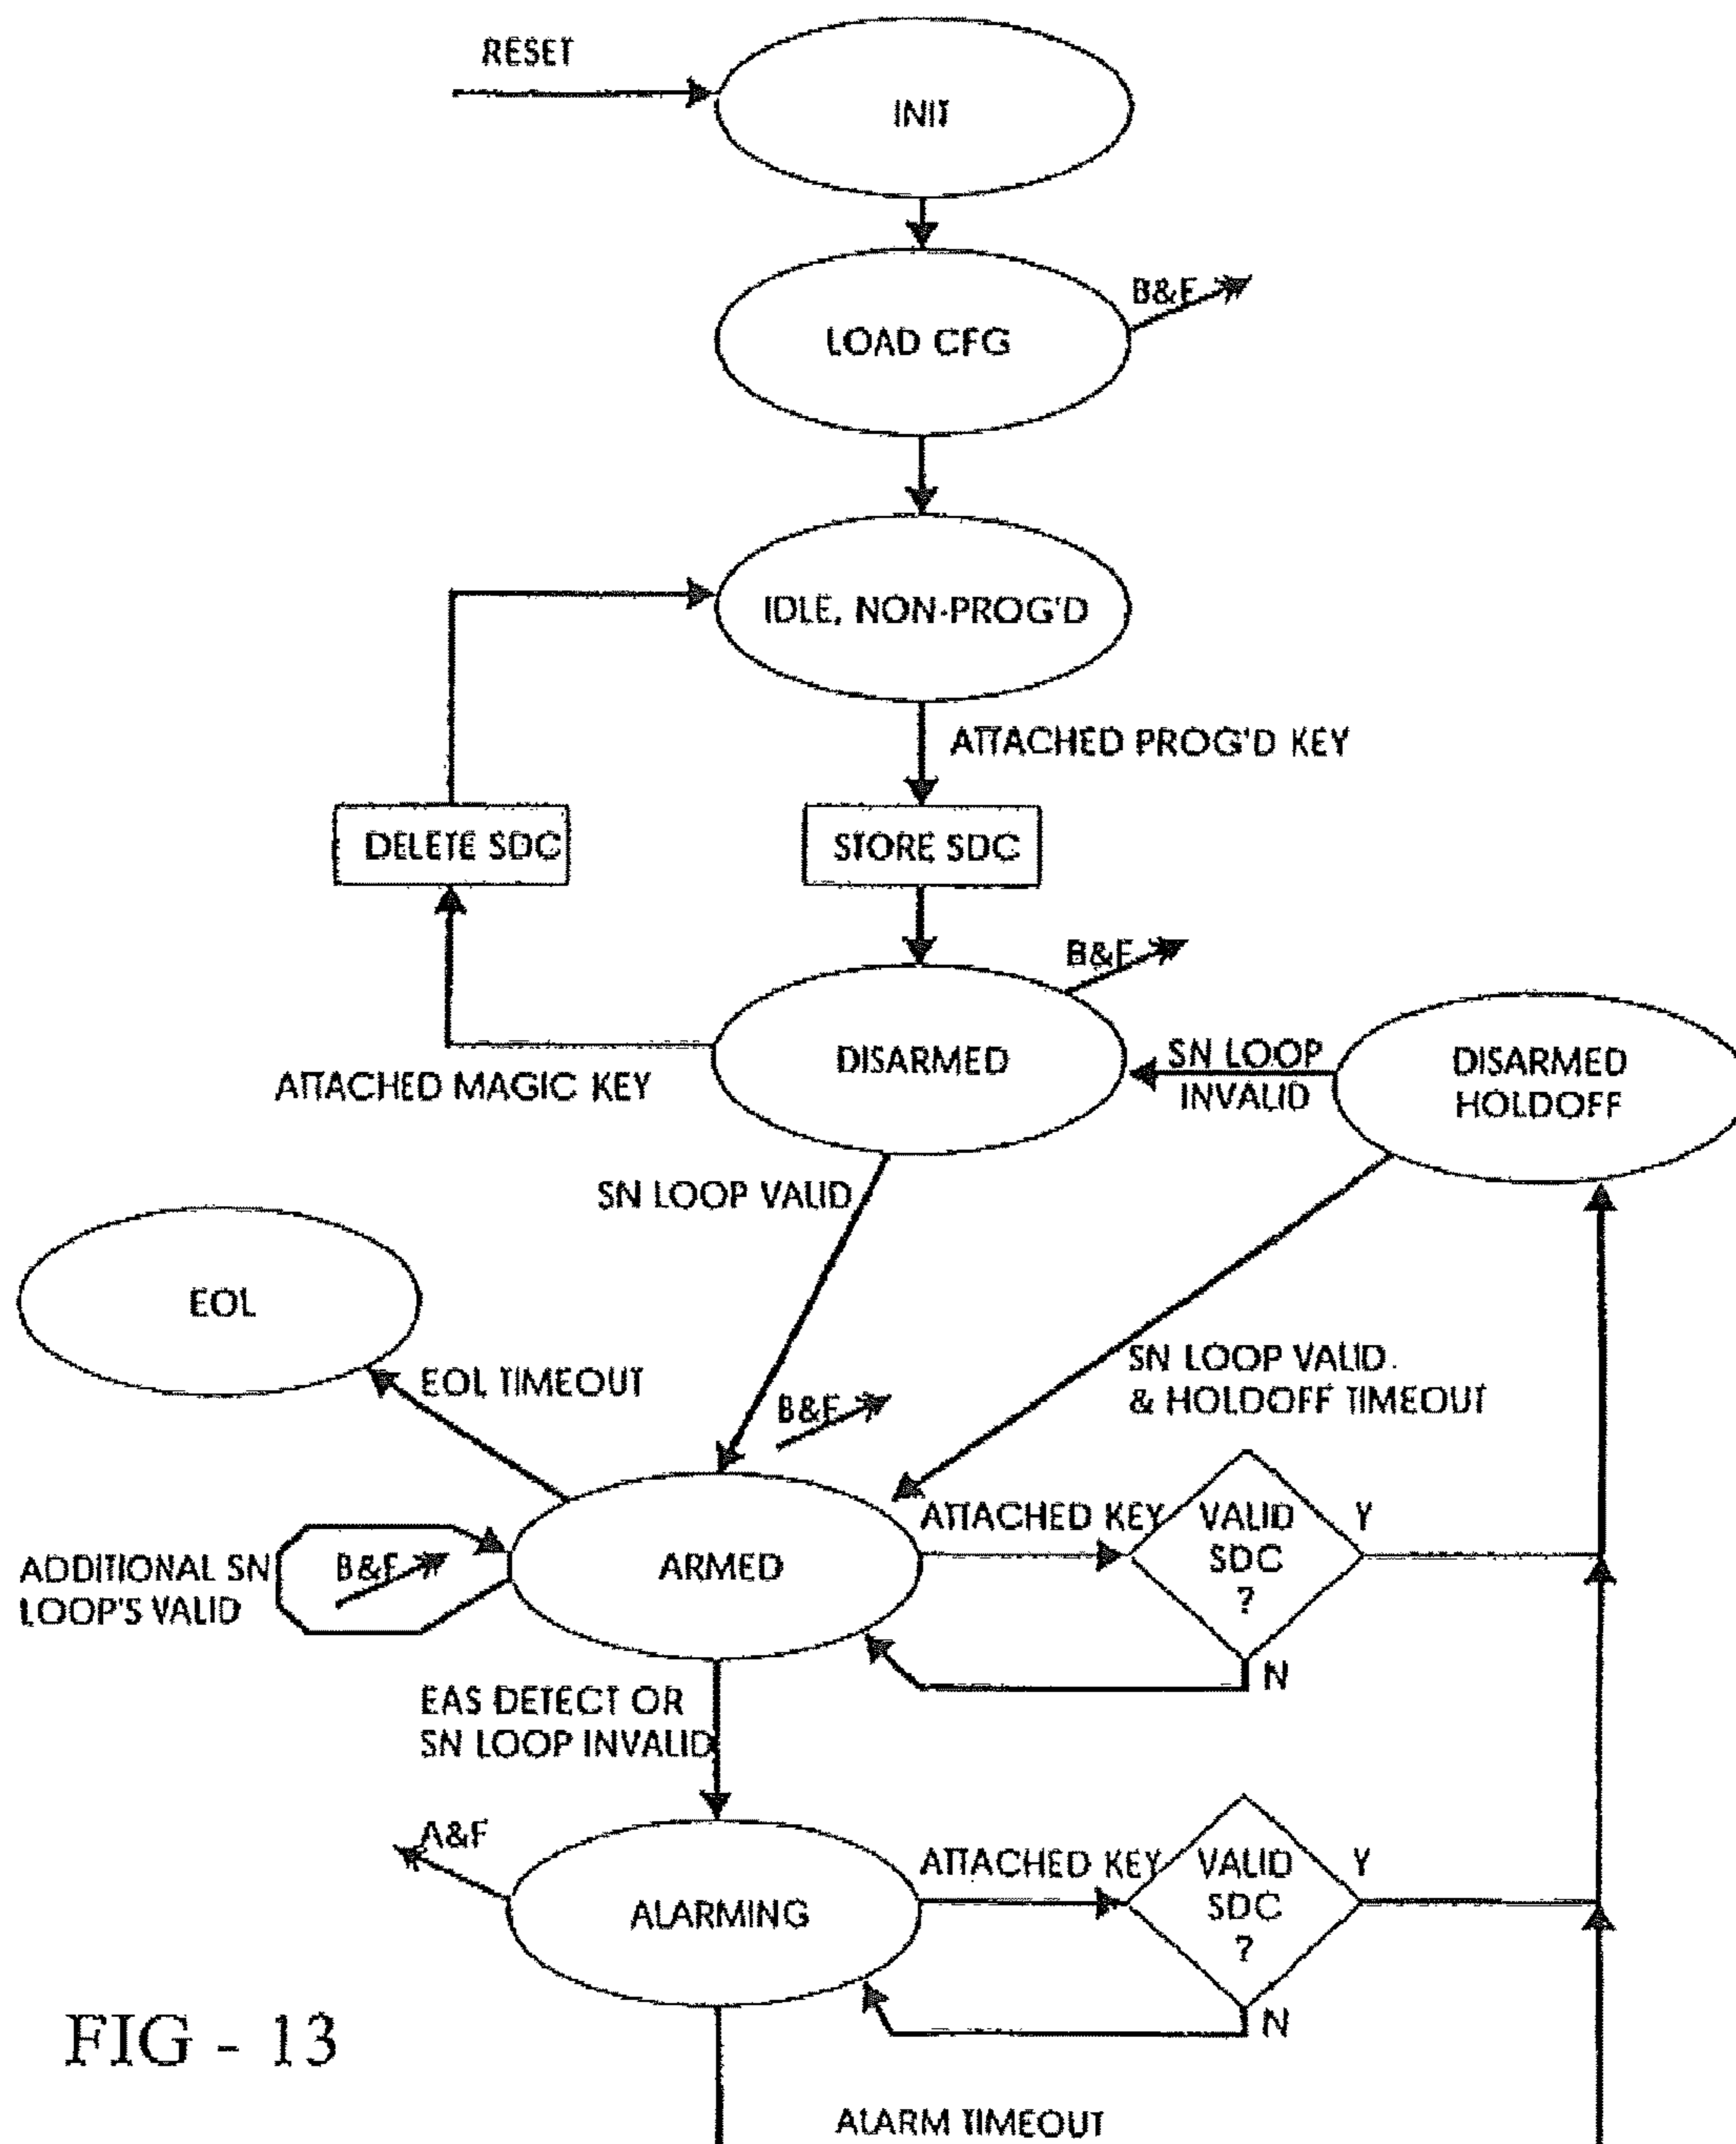 RESET
INIT
B&F
LOAD CFG
IDLE, NON-PROG'D
ATTACHED PROG'D KEY
DELETE SDC
STORE SDC
B&F
DISARMED
SN LOOP
INVALID
DISARMED
HOLDOFF
ATTACHED MAGIC KEY
SN LOOP VALID
EOL
EOL TIMEOUT
SN LOOP VALID
& HOLDOFF TIMEOUT
B&F
ATTACHED KEY
VALID
SDC
?
Y
N
ADDITIONAL SN
LOOP'S VALID
B&F
ARMED
EAS DETECT OR
SN LOOP INVALID
A&F
ALARMING
ATTACHED KEY
VALID
SDC
?
Y
N
FIG - 13
ALARM TIMEOUT